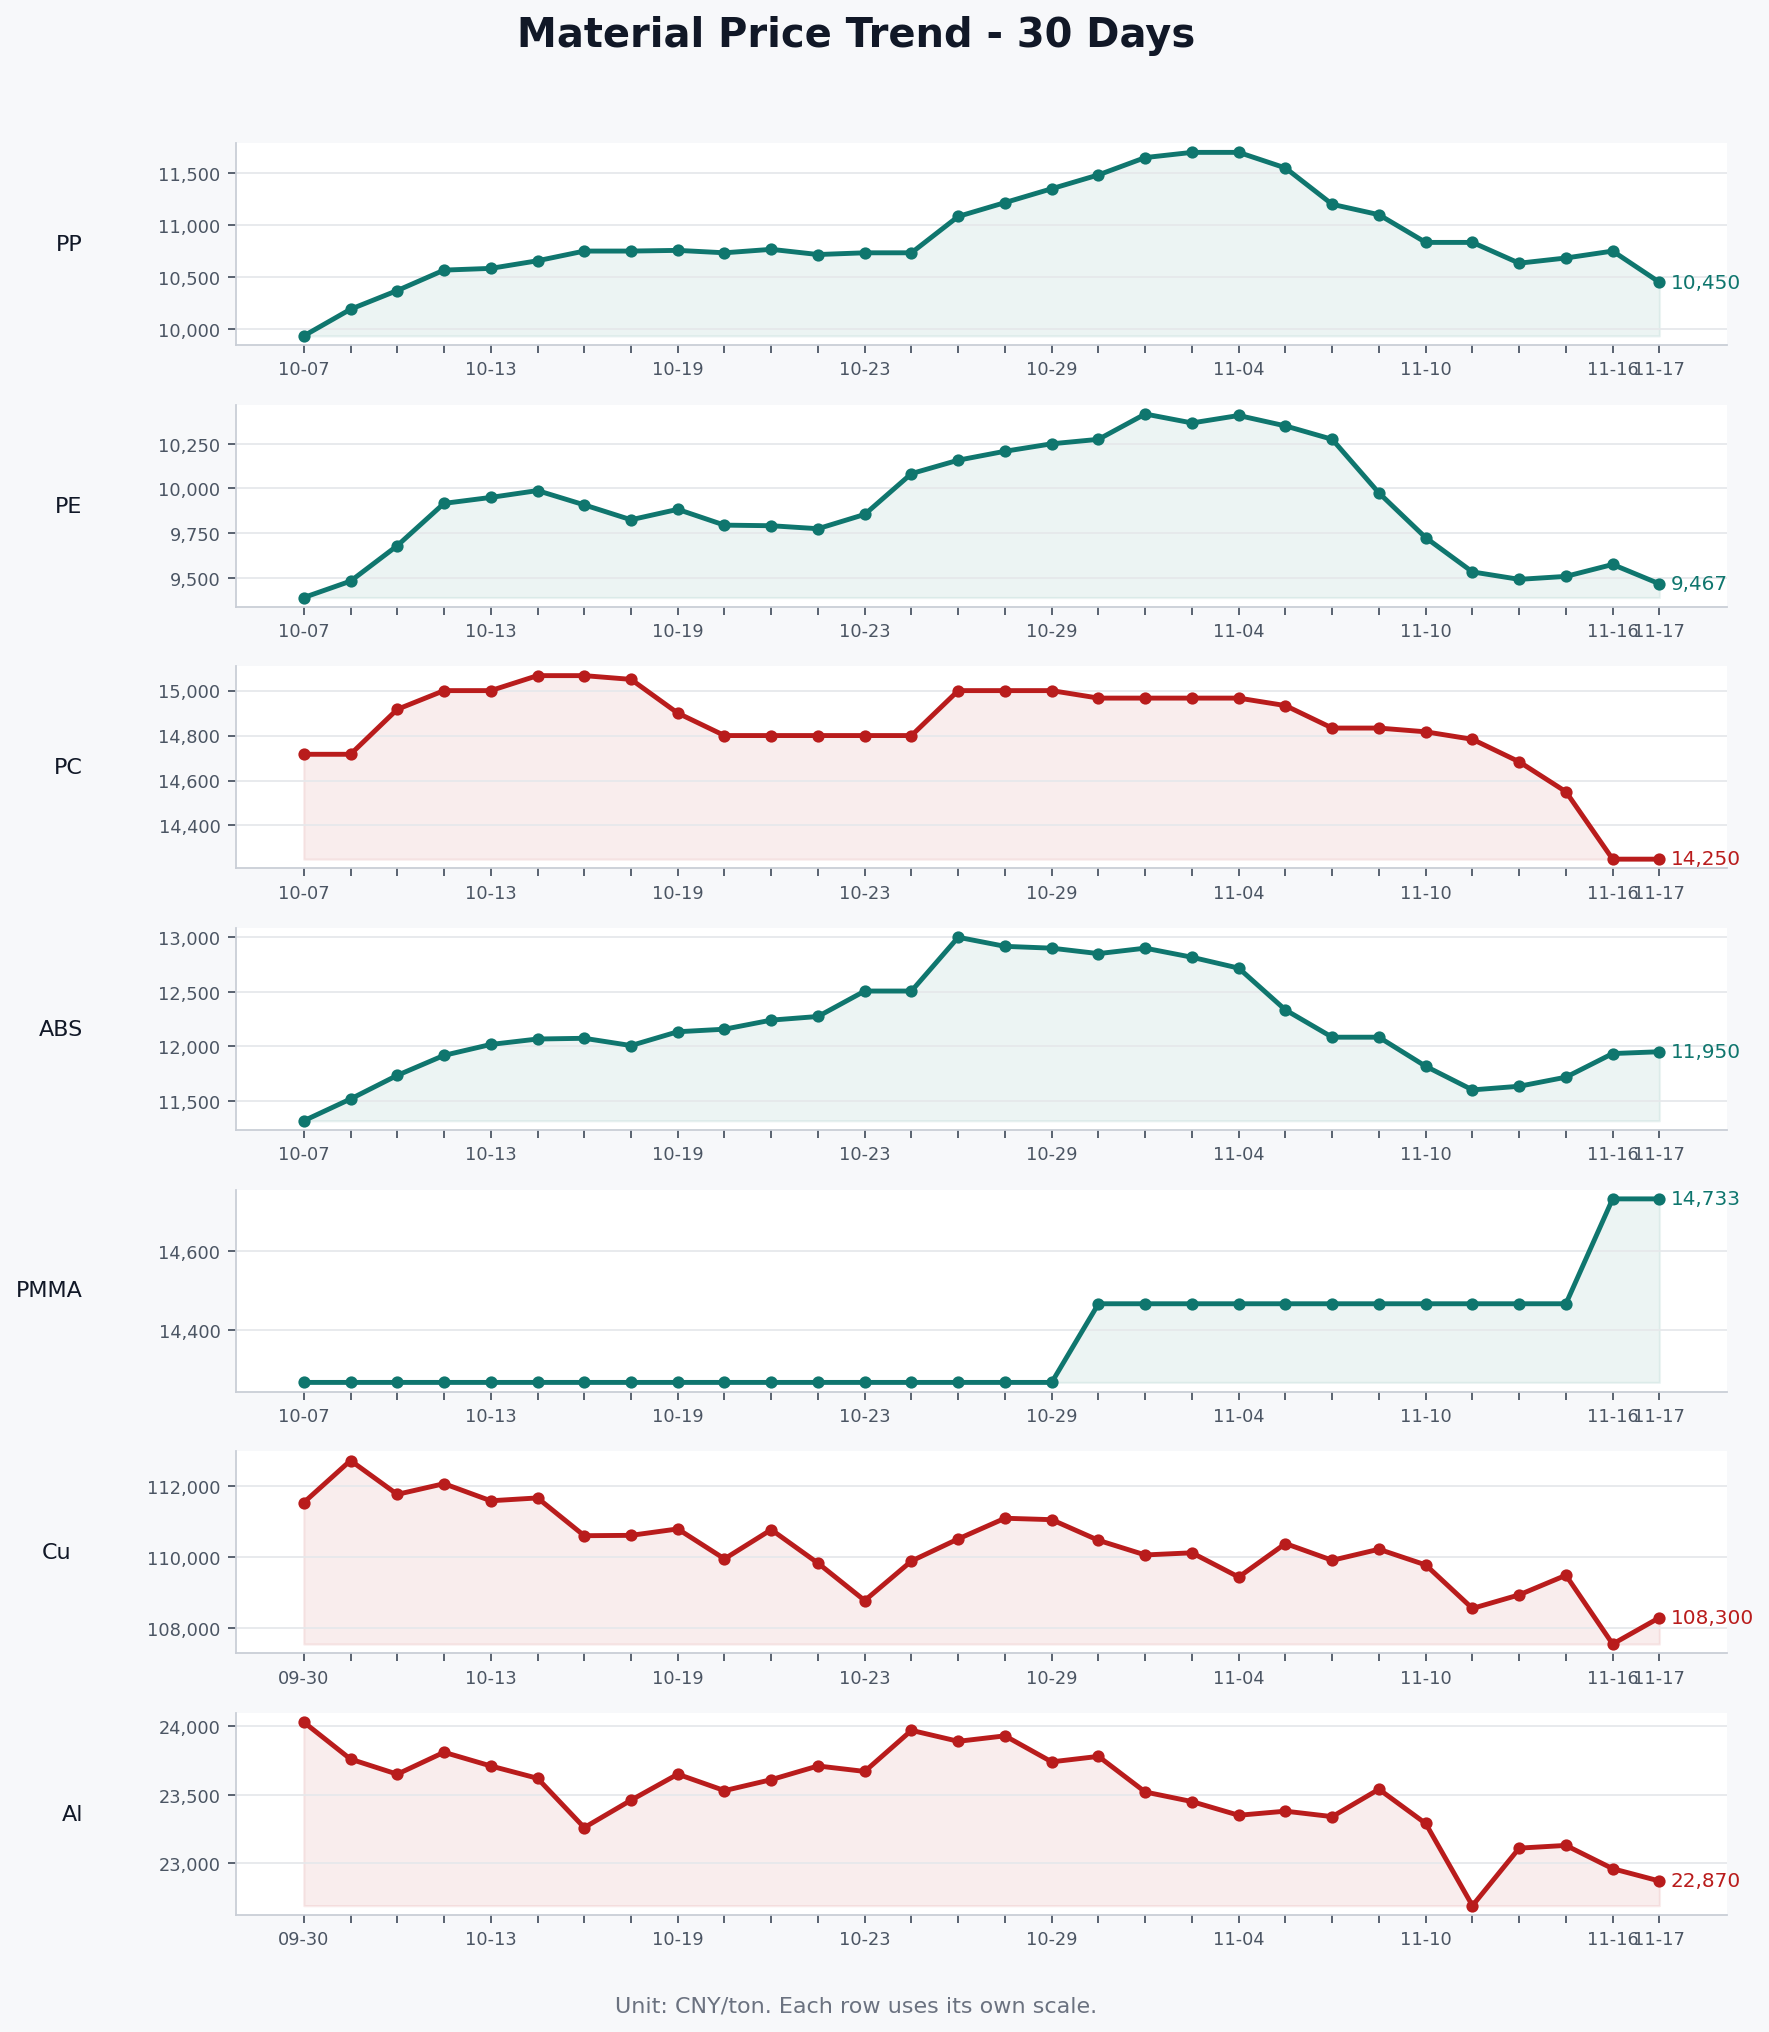 Material Price Trend - 30 Days
PP
11,500
11,000
10,500
10,000
10,450
10-07 10-13 10-19 10-23 10-29 11-04 11-10 11-16 11-17
PE
10,250
10,000
9,750
9,500
9,467
10-07 10-13 10-19 10-23 10-29 11-04 11-10 11-16 11-17
PC
15,000
14,800
14,600
14,400
14,250
10-07 10-13 10-19 10-23 10-29 11-04 11-10 11-16 11-17
ABS
13,000
12,500
12,000
11,500
11,950
10-07 10-13 10-19 10-23 10-29 11-04 11-10 11-16 11-17
PMMA
14,600
14,400
14,733
10-07 10-13 10-19 10-23 10-29 11-04 11-10 11-16 11-17
Cu
112,000
110,000
108,000
108,300
09-30 10-13 10-19 10-23 10-29 11-04 11-10 11-16 11-17
Al
24,000
23,500
23,000
22,870
09-30 10-13 10-19 10-23 10-29 11-04 11-10 11-16 11-17
Unit: CNY/ton. Each row uses its own scale.